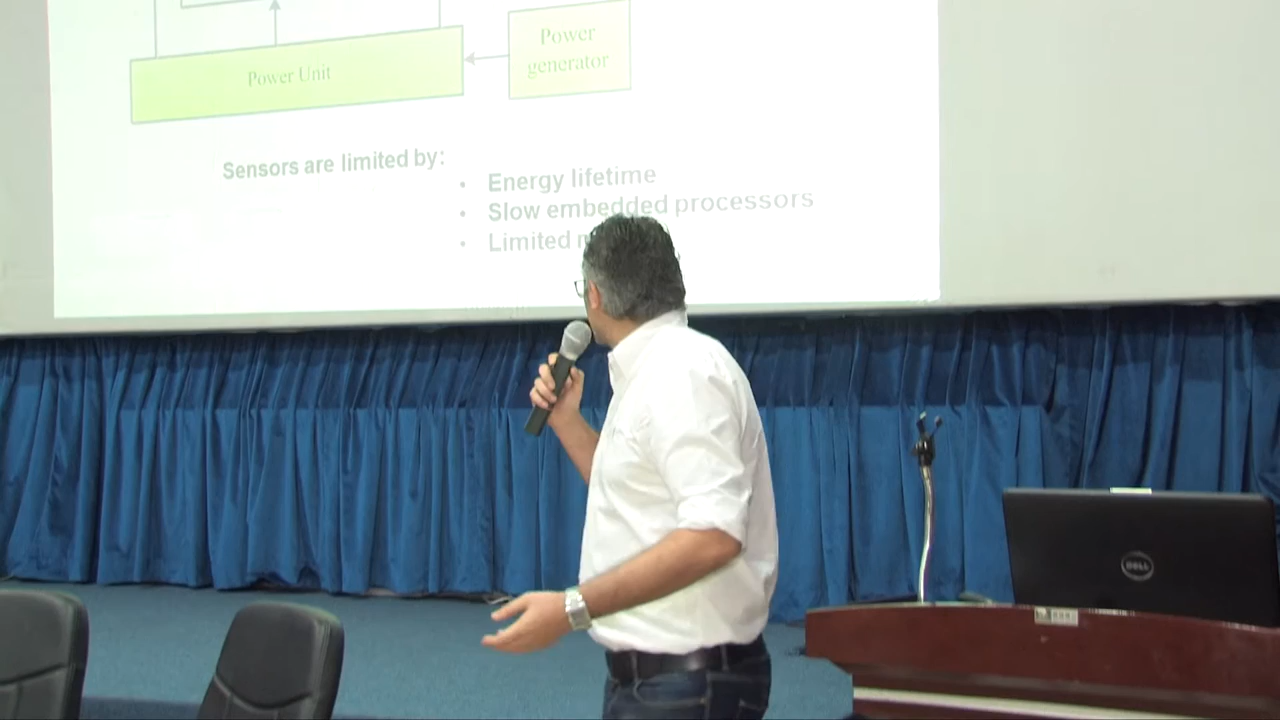 Power
generator
Power Unit
Sensors are limited by:
• Energy lifetime
• Slow embedded processors
• Limited
DELL